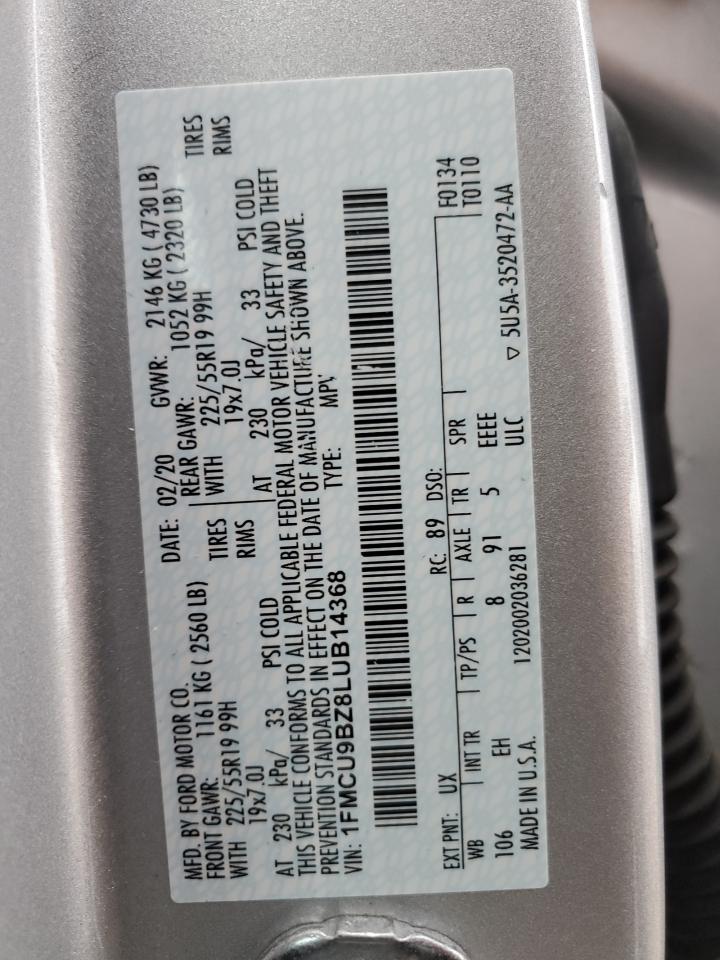 MFD. BY FORD MOTOR CO. DATE: 02/20 GVWR: 2146 KG ( 4730 LB)
FRONT GAWR: 1161 KG ( 2560 LB) REAR GAWR: 1052 KG ( 2320 LB)
WITH 225/55R19 99H TIRES WITH 225/55R19 99H TIRES
19x7.0J RIMS 19x7.0J RIMS
AT 230 kPa/ 33 PSI COLD AT 230 kPa/ 33 PSI COLD
THIS VEHICLE CONFORMS TO ALL APPLICABLE FEDERAL MOTOR VEHICLE SAFETY AND THEFT
PREVENTION STANDARDS IN EFFECT ON THE DATE OF MANUFACTURE SHOWN ABOVE.
VIN: 1FMCU9BZ8LUB14368 TYPE: MPV
EXT PNT: UX RC: 89 DSO: F0134
WB INT TR TP/PS R AXLE TR SPR T0110
106 EH 8 91 5 EEEE
MADE IN U.S.A. 1202002036281 ULC ▽ 5U5A-3520472-AA